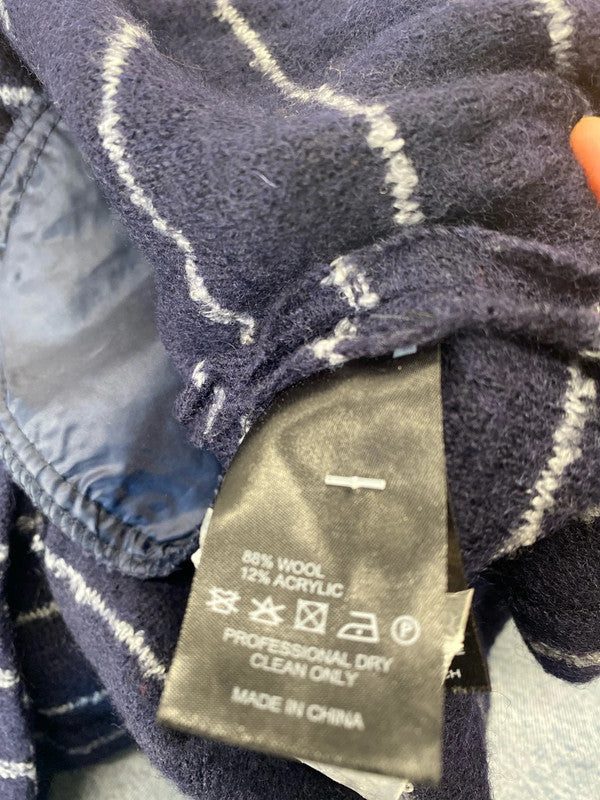 88% WOOL
12% ACRYLIC
P
PROFESSIONAL DRY
CLEAN ONLY
MADE IN CHINA